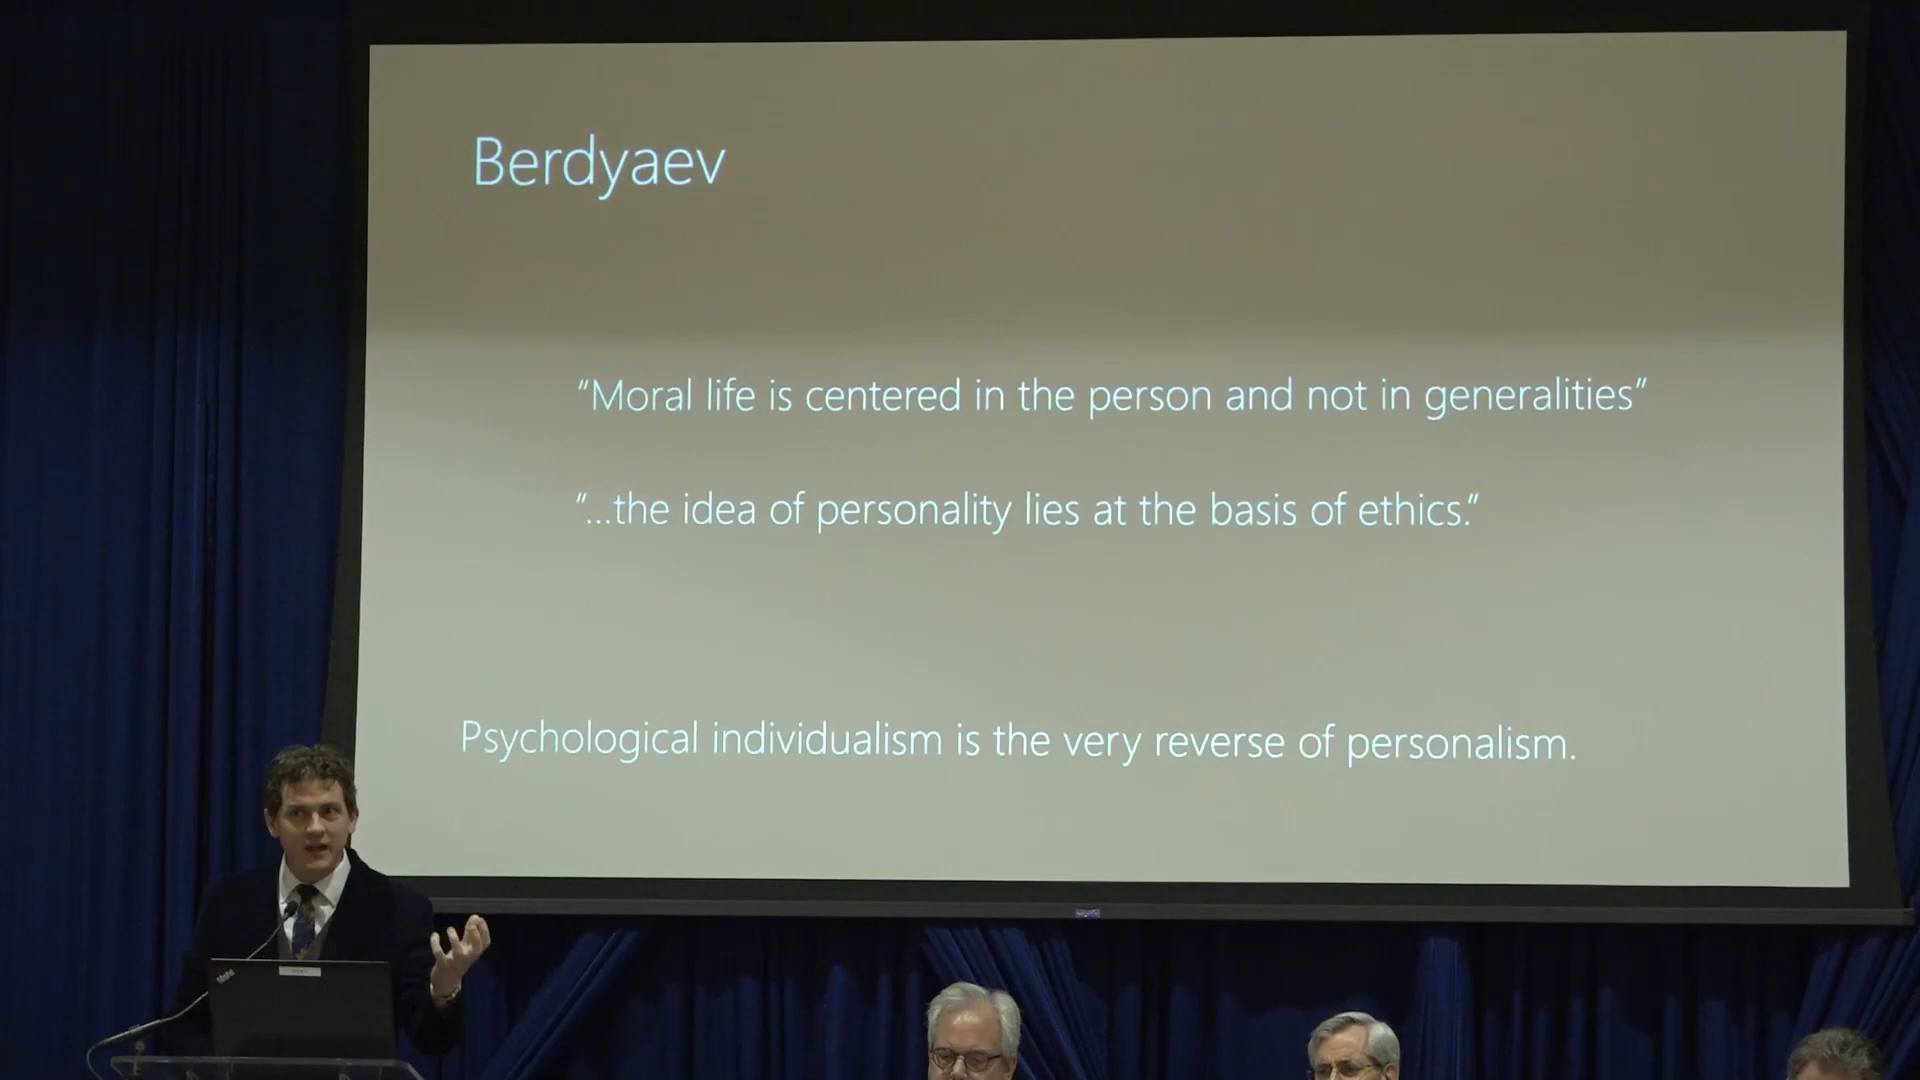 Berdyaev
“Moral life is centered in the person and not in generalities”
“...the idea of personality lies at the basis of ethics.”
Psychological individualism is the very reverse of personalism.